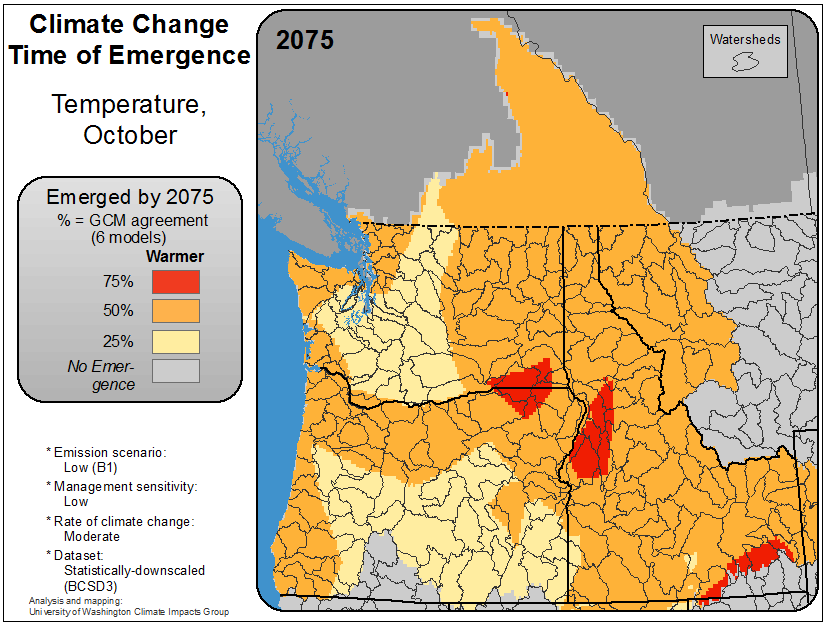 Climate Change
Time of Emergence
Temperature,
October
Emerged by 2075
% = GCM agreement
(6 models)
Warmer
75%
50%
25%
No Emer-
gence
* Emission scenario:
Low (B1)
* Management sensitivity:
Low
* Rate of climate change:
Moderate
* Dataset:
Statistically-downscaled
(BCSD3)
Analysis and mapping:
University of Washington Climate Impacts Group
2075
Watersheds